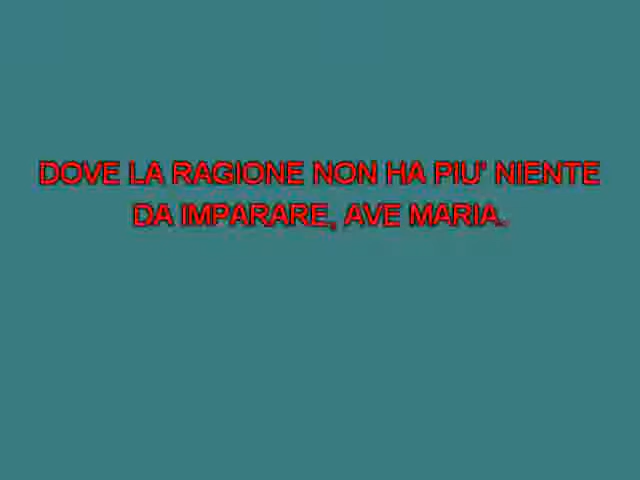 DOVE LA RAGIONE NON HA PIU' NIENTE
DA IMPARARE, AVE MARIA.